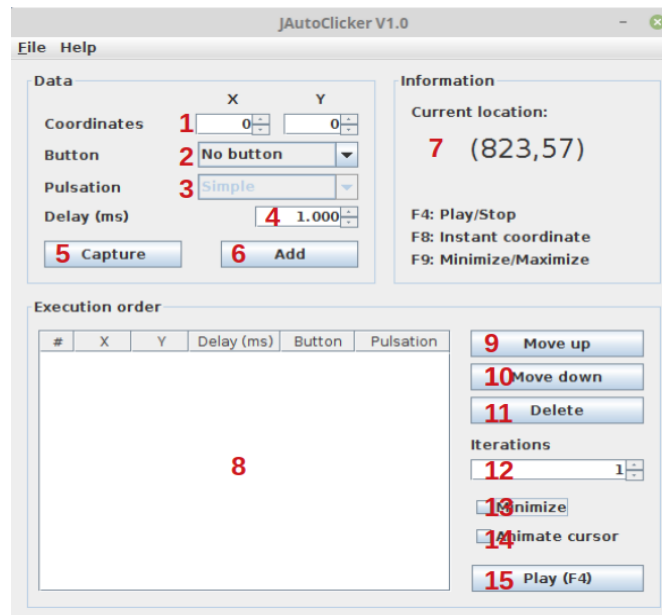 JAutoClicker V1.0
File Help
Data
X Y
Coordinates 1 0 0
Button 2 No button
Pulsation 3 Simple
Delay (ms) 4 1.000
5 Capture 6 Add
Information
Current location:
7 (823,57)
F4: Play/Stop
F8: Instant coordinate
F9: Minimize/Maximize
Execution order
# X Y Delay (ms) Button Pulsation
8
9 Move up
10 Move down
11 Delete
Iterations
12 1
13 Minimize
14 Animate cursor
15 Play (F4)